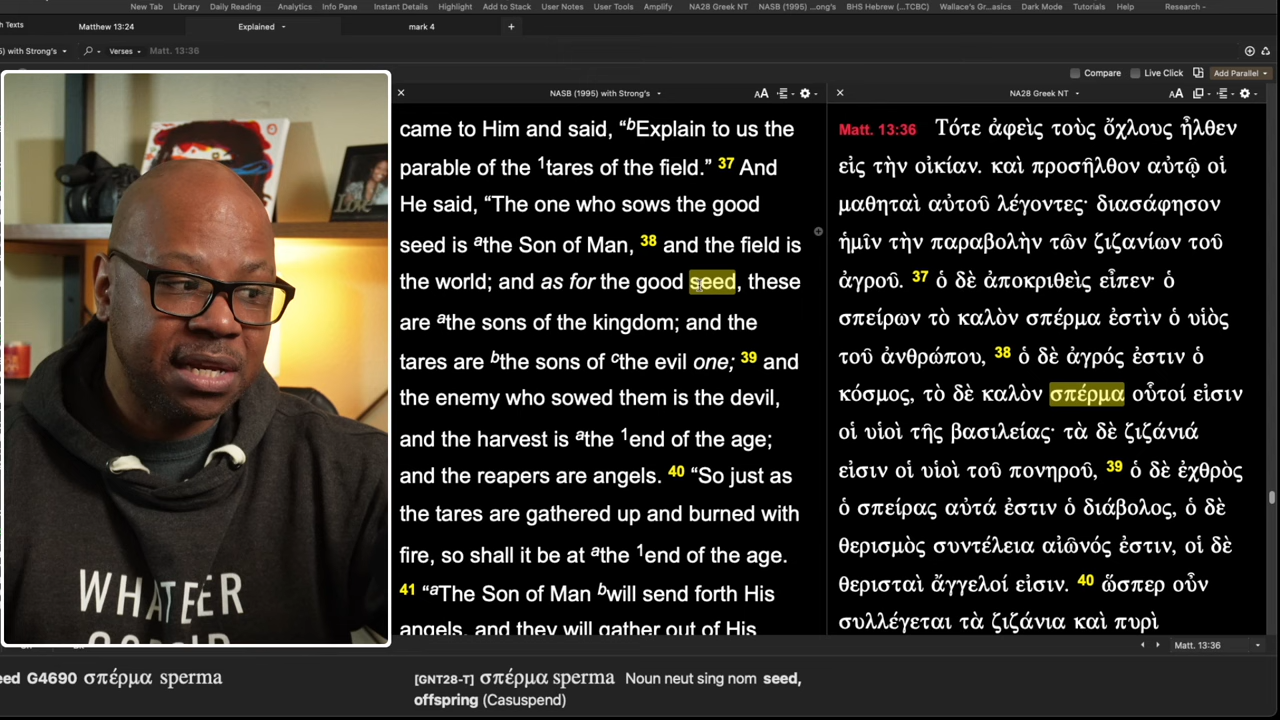 New Tab Library Daily Reading Analytics Info Pane Instant Details Highlight Add to Stack User Notes User Tools Amplify NA28 Greek NT NASB (1995) ...ong's BHS Hebrew (...TCBC) Wallace's Gr...asics Dark Mode Tutorials Help Research
h Texts Matthew 13:24 Explained mark 4
) with Strong's Verses Matt. 13:36
Compare Live Click Add Parallel
NASB (1995) with Strong's
came to Him and said, “bExplain to us the
parable of the 1tares of the field.” 37 And
He said, “The one who sows the good
seed is athe Son of Man, 38 and the field is
the world; and as for the good seed, these
are athe sons of the kingdom; and the
tares are bthe sons of cthe evil one; 39 and
the enemy who sowed them is the devil,
and the harvest is athe 1end of the age;
and the reapers are angels. 40 “So just as
the tares are gathered up and burned with
fire, so shall it be at athe 1end of the age.
41 “aThe Son of Man bwill send forth His
angels, and they will gather out of His
NA28 Greek NT
Matt. 13:36 Τότε ἀφεὶς τοὺς ὄχλους ἦλθεν
εἰς τὴν οἰκίαν. καὶ προσῆλθον αὐτῷ οἱ
μαθηταὶ αὐτοῦ λέγοντες· διασάφησον
ἡμῖν τὴν παραβολὴν τῶν ζιζανίων τοῦ
ἀγροῦ. 37 ὁ δὲ ἀποκριθεὶς εἶπεν· ὁ
σπείρων τὸ καλὸν σπέρμα ἐστὶν ὁ υἱὸς
τοῦ ἀνθρώπου, 38 ὁ δὲ ἀγρός ἐστιν ὁ
κόσμος, τὸ δὲ καλὸν σπέρμα οὗτοί εἰσιν
οἱ υἱοὶ τῆς βασιλείας· τὰ δὲ ζιζάνιά
εἰσιν οἱ υἱοὶ τοῦ πονηροῦ, 39 ὁ δὲ ἐχθρὸς
ὁ σπείρας αὐτά ἐστιν ὁ διάβολος, ὁ δὲ
θερισμὸς συντέλεια αἰῶνός ἐστιν, οἱ δὲ
θερισταὶ ἄγγελοί εἰσιν. 40 ὥσπερ οὖν
συλλέγεται τὰ ζιζάνια καὶ πυρὶ
Matt. 13:36
WHATEVER
eed G4690 σπέρμα sperma
[GNT28-T] σπέρμα sperma Noun neut sing nom seed,
offspring (Casuspend)